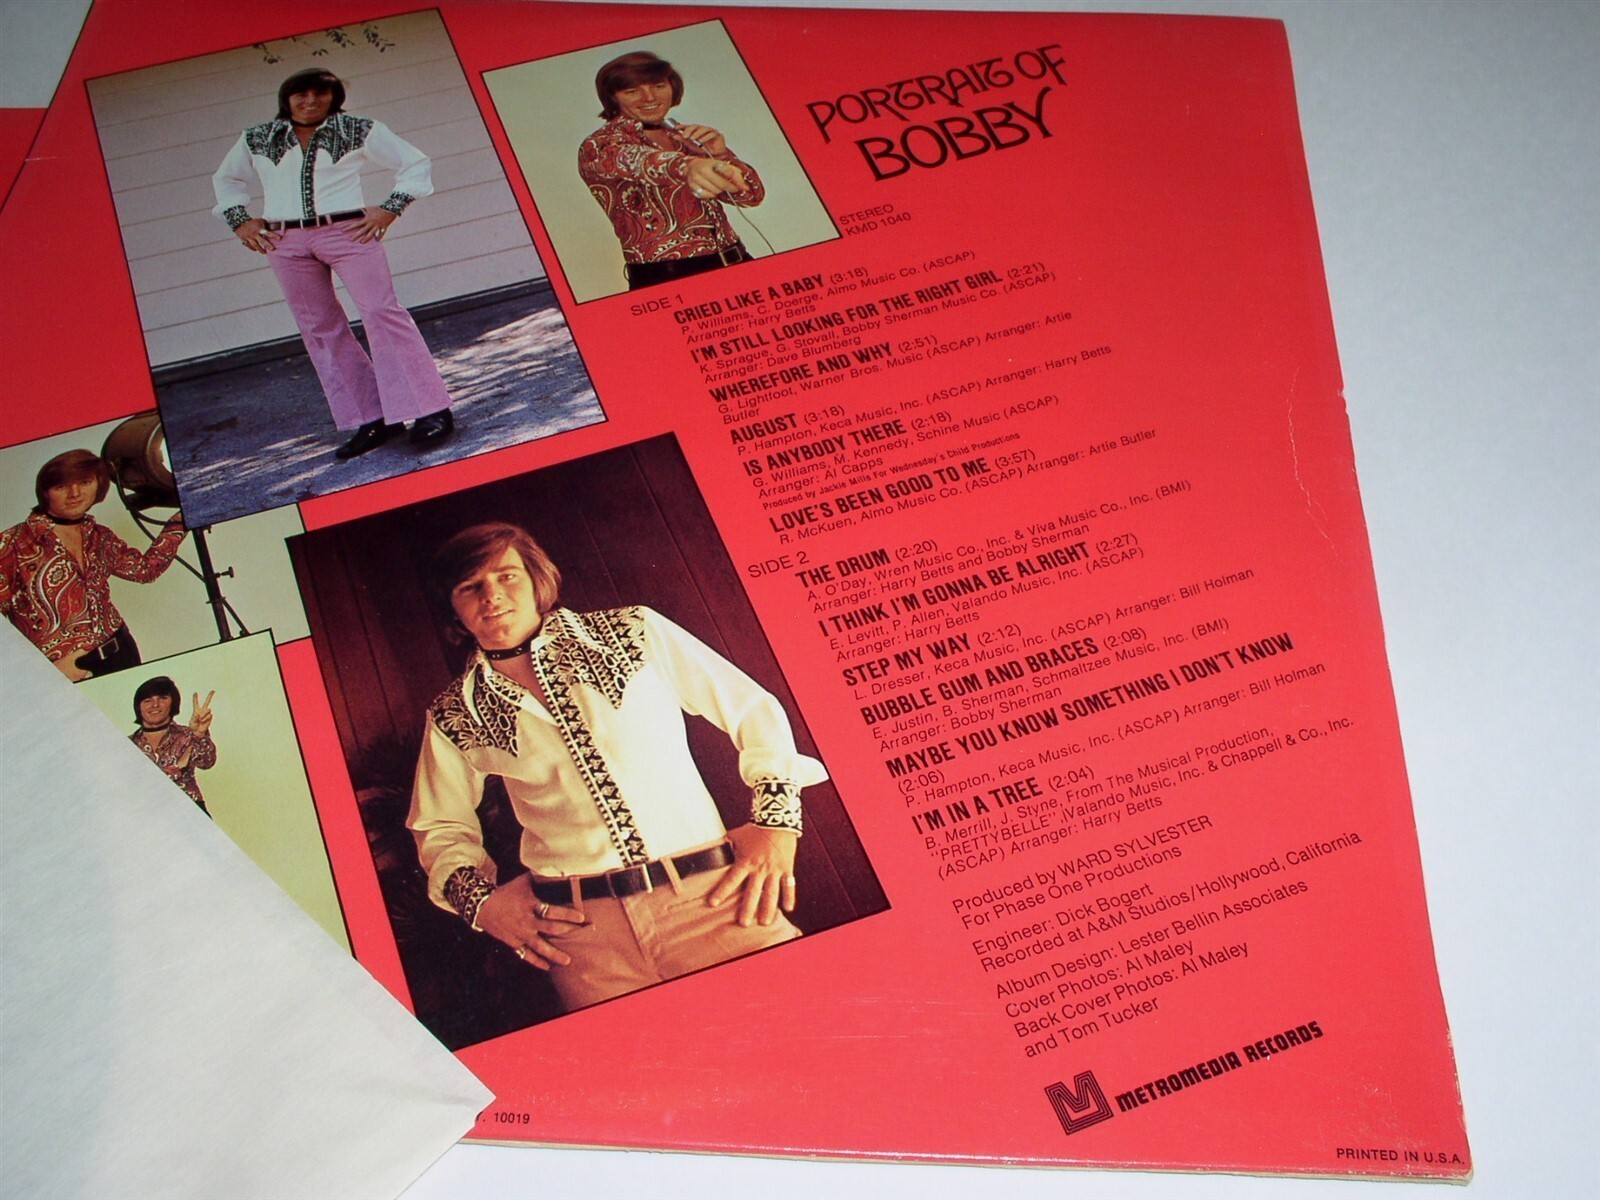 PORTRAIT OF
BOBBY
STEREO
KMD 1040
SIDE 1
CRIED LIKE A BABY (3:18)
P. Williams, C. Doerge, Almo Music Co. (ASCAP)
Arranger: Harry Betts
I'M STILL LOOKING FOR THE RIGHT GIRL (2:21)
K. Sprague, G. Stovall, Bobby Sherman Music Co. (ASCAP)
Arranger: Dave Blumberg
WHEREFORE AND WHY (2:51)
G. Lightfoot, Warner Bros. Music (ASCAP) Arranger: Artie
Butler
AUGUST (3:18)
P. Hampton, Keca Music, Inc. (ASCAP) Arranger: Harry Betts
IS ANYBODY THERE (2:18)
G. Williams, M. Kennedy, Schine Music (ASCAP)
Arranger: Al Capps
Produced by Jackie Mills For Wednesday's Child Productions
LOVE'S BEEN GOOD TO ME (3:57)
R. McKuen, Almo Music Co. (ASCAP) Arranger: Artie Butler
SIDE 2
THE DRUM (2:20)
A. O'Day, Wren Music Co., Inc. & Viva Music Co., Inc. (BMI)
Arranger: Harry Betts and Bobby Sherman
I THINK I'M GONNA BE ALRIGHT (2:27)
E. Levitt, P. Allen, Valando Music, Inc. (ASCAP)
Arranger: Harry Betts
STEP MY WAY (2:12)
L. Dresser, Keca Music, Inc. (ASCAP) Arranger: Bill Holman
BUBBLE GUM AND BRACES (2:08)
E. Justin, B. Sherman, Schmaltzee Music, Inc. (BMI)
Arranger: Bobby Sherman
MAYBE YOU KNOW SOMETHING I DON'T KNOW
(2:06)
P. Hampton, Keca Music, Inc. (ASCAP) Arranger: Bill Holman
I'M IN A TREE (2:04)
B. Merrill, J. Styne, From The Musical Production,
"PRETTYBELLE", Valando Music, Inc. & Chappell & Co., Inc.
(ASCAP) Arranger: Harry Betts
Produced by WARD SYLVESTER
For Phase One Productions
Engineer: Dick Bogert
Recorded at A&M Studios/Hollywood, California
Album Design: Lester Bellin Associates
Cover Photos: Al Maley
Back Cover Photos: Al Maley
and Tom Tucker
METROMEDIA RECORDS
10019
PRINTED IN U.S.A.